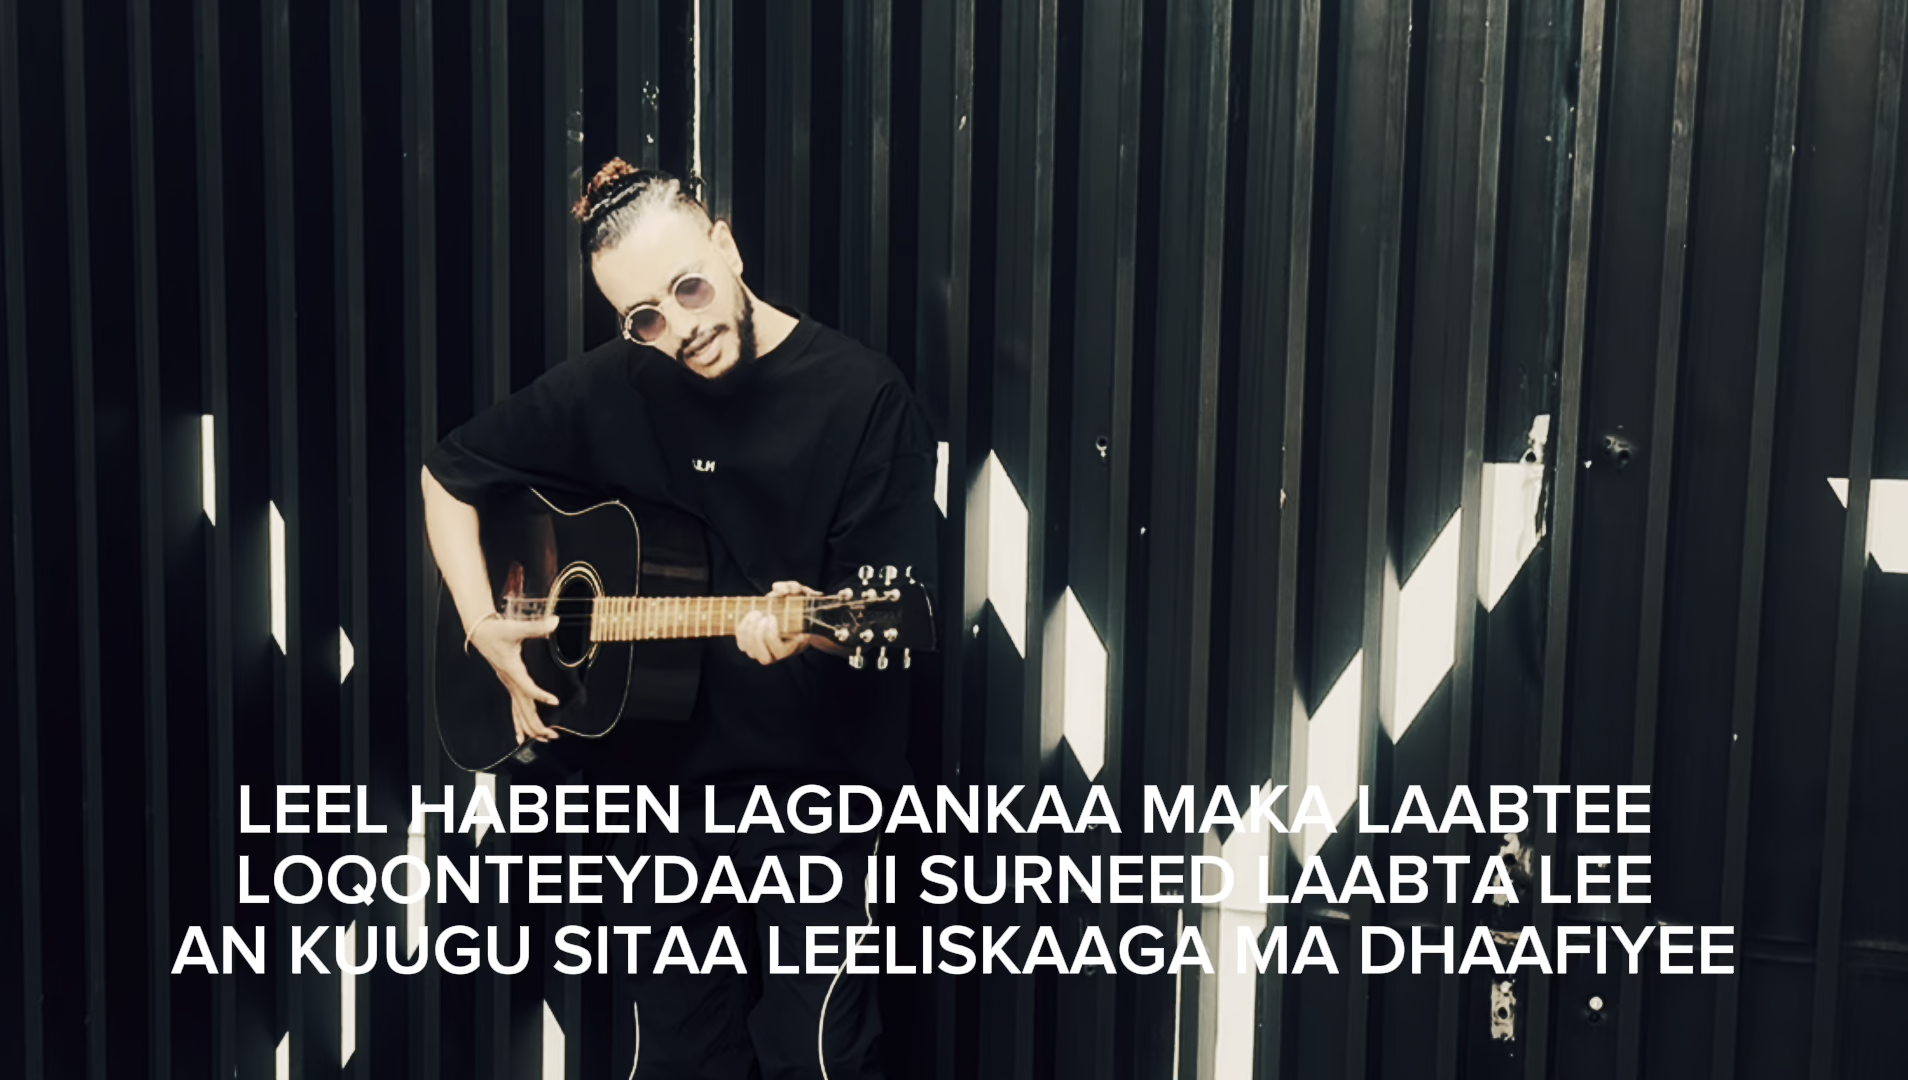 LEEL HABEEN LAGDANKAA MAKA LAABTEE
LOQONTEEYDAAD II SURNEED LAABTA LEE
AN KUUGU SITAA LEELISKAAGA MA DHAAFIYEE